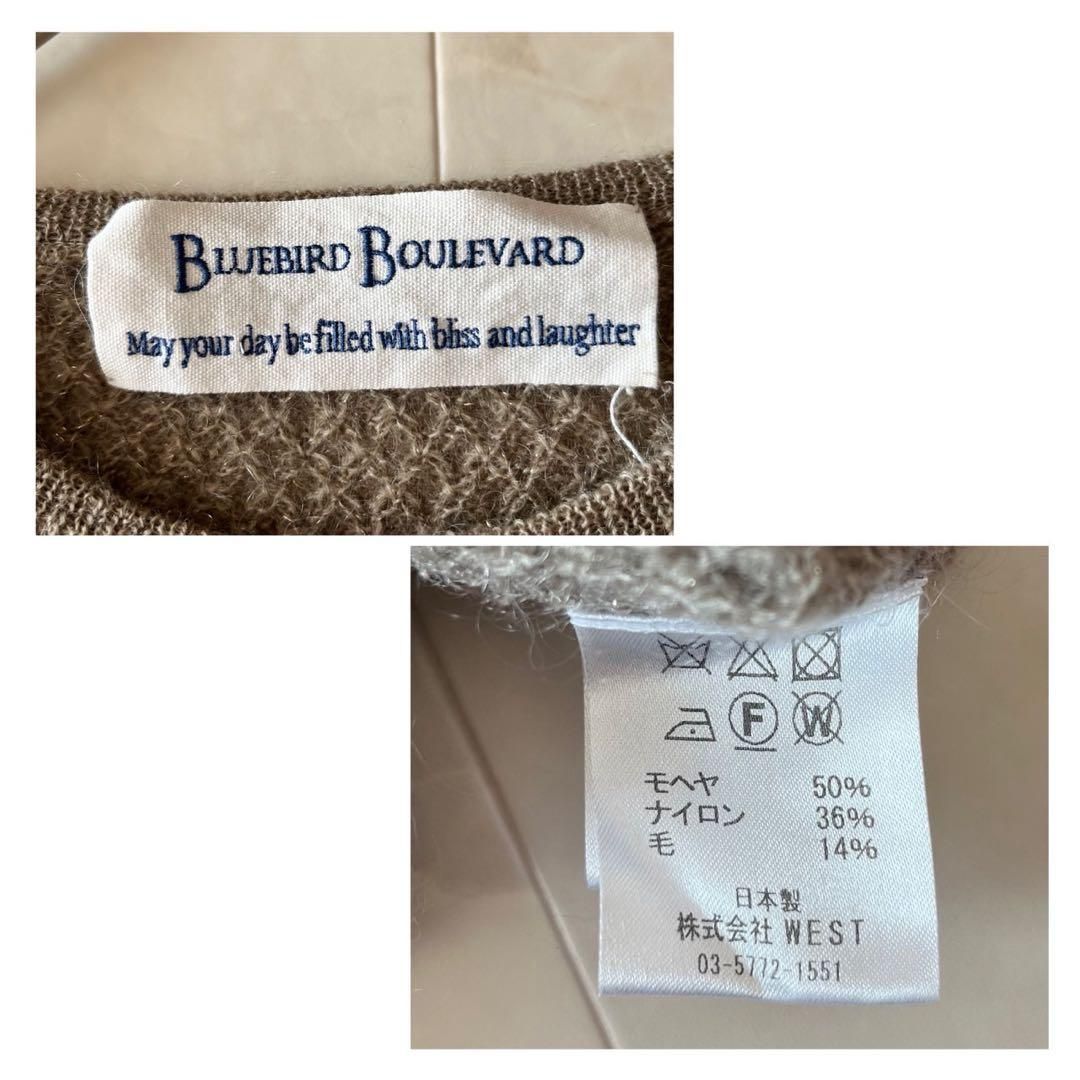 BLUEBIRD BOULEVARD
May your day be filled with bliss and laughter
F W
モヘヤ 50%
ナイロン 36%
毛 14%
日本製
株式会社 WEST
03-5772-1551